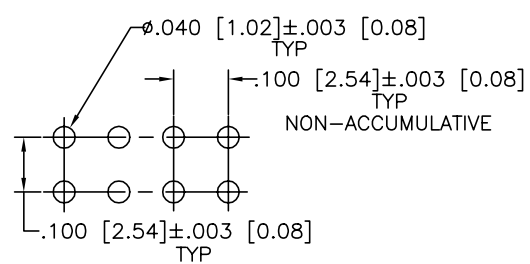 ø.040 [1.02]±.003 [0.08]
TYP
.100 [2.54]±.003 [0.08]
TYP
NON-ACCUMULATIVE
.100 [2.54]±.003 [0.08]
TYP